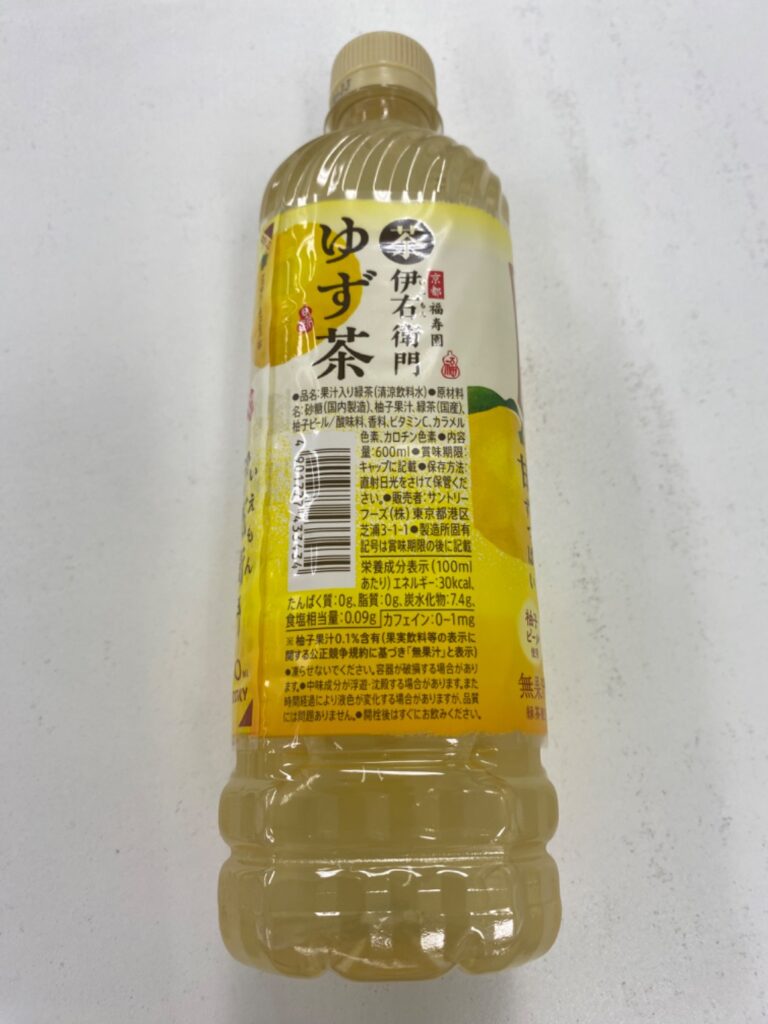 ゆず茶
茶
伊右衛門
京都
福寿園
●品名:果汁入り緑茶(清涼飲料水)●原材料
名:砂糖(国内製造)、柚子果汁、緑茶(国産)、
柚子ピール/酸味料、香料、ビタミンC、カラメル
色素、カロチン色素●内容
量:600ml●賞味期限:
キャップに記載●保存方法:
直射日光をさけて保管くだ
さい。●販売者:サントリー
フーズ(株)東京都港区
芝浦3-1-1●製造所固有
記号は賞味期限の後に記載
栄養成分表示(100ml
あたり)エネルギー:30kcal、
たんぱく質:0g、脂質:0g、炭水化物:7.4g、
食塩相当量:0.09g カフェイン:0~1mg
※柚子果汁0.1%含有(果実飲料等の表示に
関する公正競争規約に基づき「無果汁」と表示)
●凍らせないでください。容器が破損する場合があり
ます。●中味成分が浮遊・沈殿する場合があります。また
時間経過により液色が変化する場合がありますが、品質
には問題ありません。●開栓後はすぐにお飲みください。
いえもん
柚子
ピール
無果
緑茶